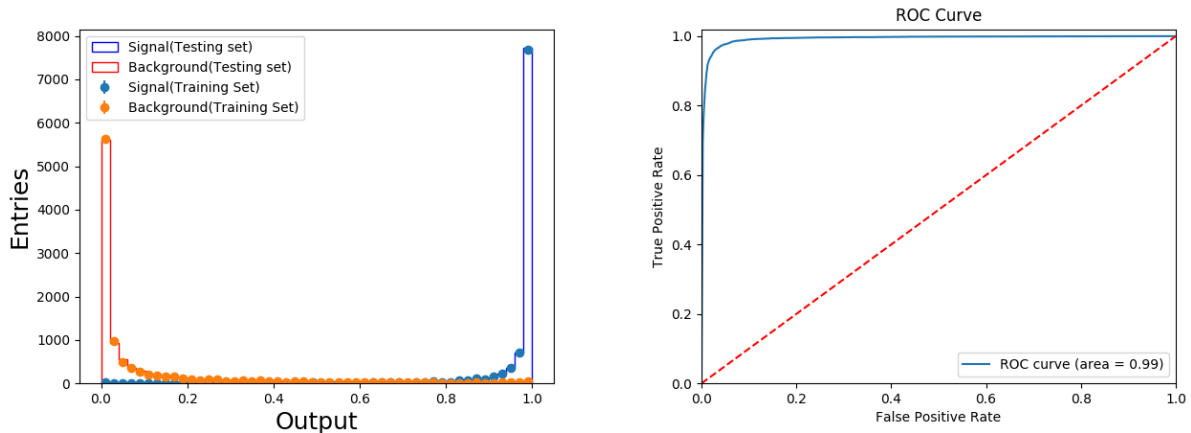 Signal(Testing set)
Background(Testing set)
Signal(Training Set)
Background(Training Set)
8000
7000
6000
5000
4000
3000
2000
1000
0
Entries
0.0 0.2 0.4 0.6 0.8 1.0
Output
ROC Curve
1.0
0.8
0.6
0.4
0.2
0.0
True Positive Rate
ROC curve (area = 0.99)
0.0 0.2 0.4 0.6 0.8 1.0
False Positive Rate